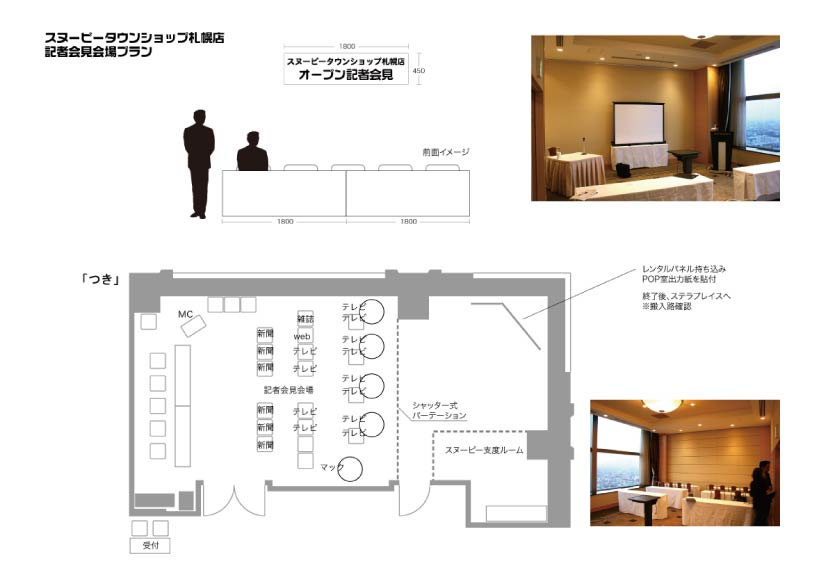 スヌーピータウンショップ札幌店
記者会見会場プラン
1800
スヌーピータウンショップ札幌店
オープン記者会見
450
前面イメージ
1800
1800
「つき」
レンタルパネル持ち込み
POP室出力紙を貼付
終了後、ステラプレイスへ
※搬入路確認
MC
雑誌
テレビ
テレビ
新聞
web
新聞
テレビ
テレビ
テレビ
新聞
テレビ
記者会見会場
テレビ
テレビ
シャッター式
パーテーション
新聞
テレビ
テレビ
新聞
テレビ
テレビ
新聞
スヌーピー支度ルーム
マック
受付